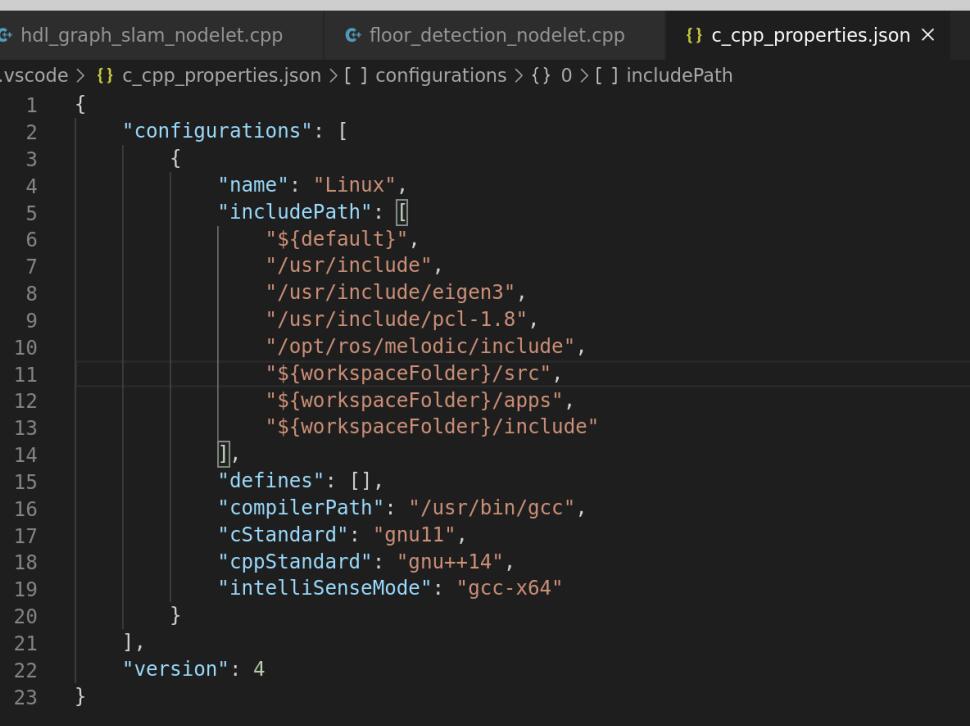 hdl_graph_slam_nodelet.cpp floor_detection_nodelet.cpp {} c_cpp_properties.json ×
.vscode > {} c_cpp_properties.json > [ ] configurations > {} 0 > [ ] includePath
1 {
2 "configurations": [
3 {
4 "name": "Linux",
5 "includePath": [
6 "${default}",
7 "/usr/include",
8 "/usr/include/eigen3",
9 "/usr/include/pcl-1.8",
10 "/opt/ros/melodic/include",
11 "${workspaceFolder}/src",
12 "${workspaceFolder}/apps",
13 "${workspaceFolder}/include"
14 ],
15 "defines": [],
16 "compilerPath": "/usr/bin/gcc",
17 "cStandard": "gnu11",
18 "cppStandard": "gnu++14",
19 "intelliSenseMode": "gcc-x64"
20 }
21 ],
22 "version": 4
23 }